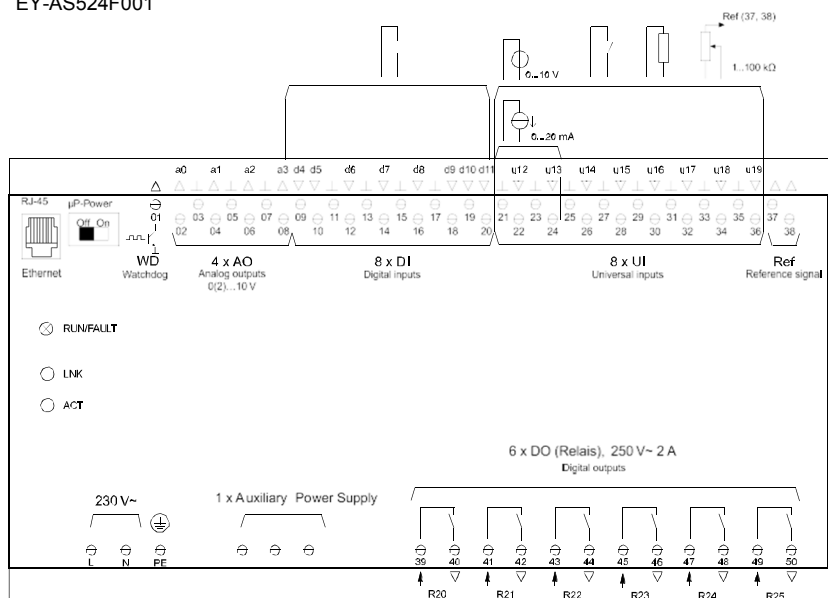 EY-AS524F001
Ref (37, 38)
0...10 V
1...100 kΩ
0...20 mA
a0 a1 a2 a3 d4 d5 d6 d7 d8 d9 d10 d11 u12 u13 u14 u15 u16 u17 u18 u19
RJ-45 µP-Power
Off On
01 03 05 07 09 11 13 15 17 19 21 23 25 27 29 31 33 35 37
02 04 06 08 10 12 14 16 18 20 22 24 26 28 30 32 34 36 38
Ethernet
WD
Watchdog
4 x AO
Analog outputs
0(2)...10 V
8 x DI
Digital inputs
8 x UI
Universal inputs
Ref
Reference signal
RUN/FAULT
LNK
ACT
6 x DO (Relais), 250 V~ 2 A
Digital outputs
230 V~
1 x Auxiliary Power Supply
L N PE
39 40 41 42 43 44 45 46 47 48 49 50
R20 R21 R22 R23 R24 R25